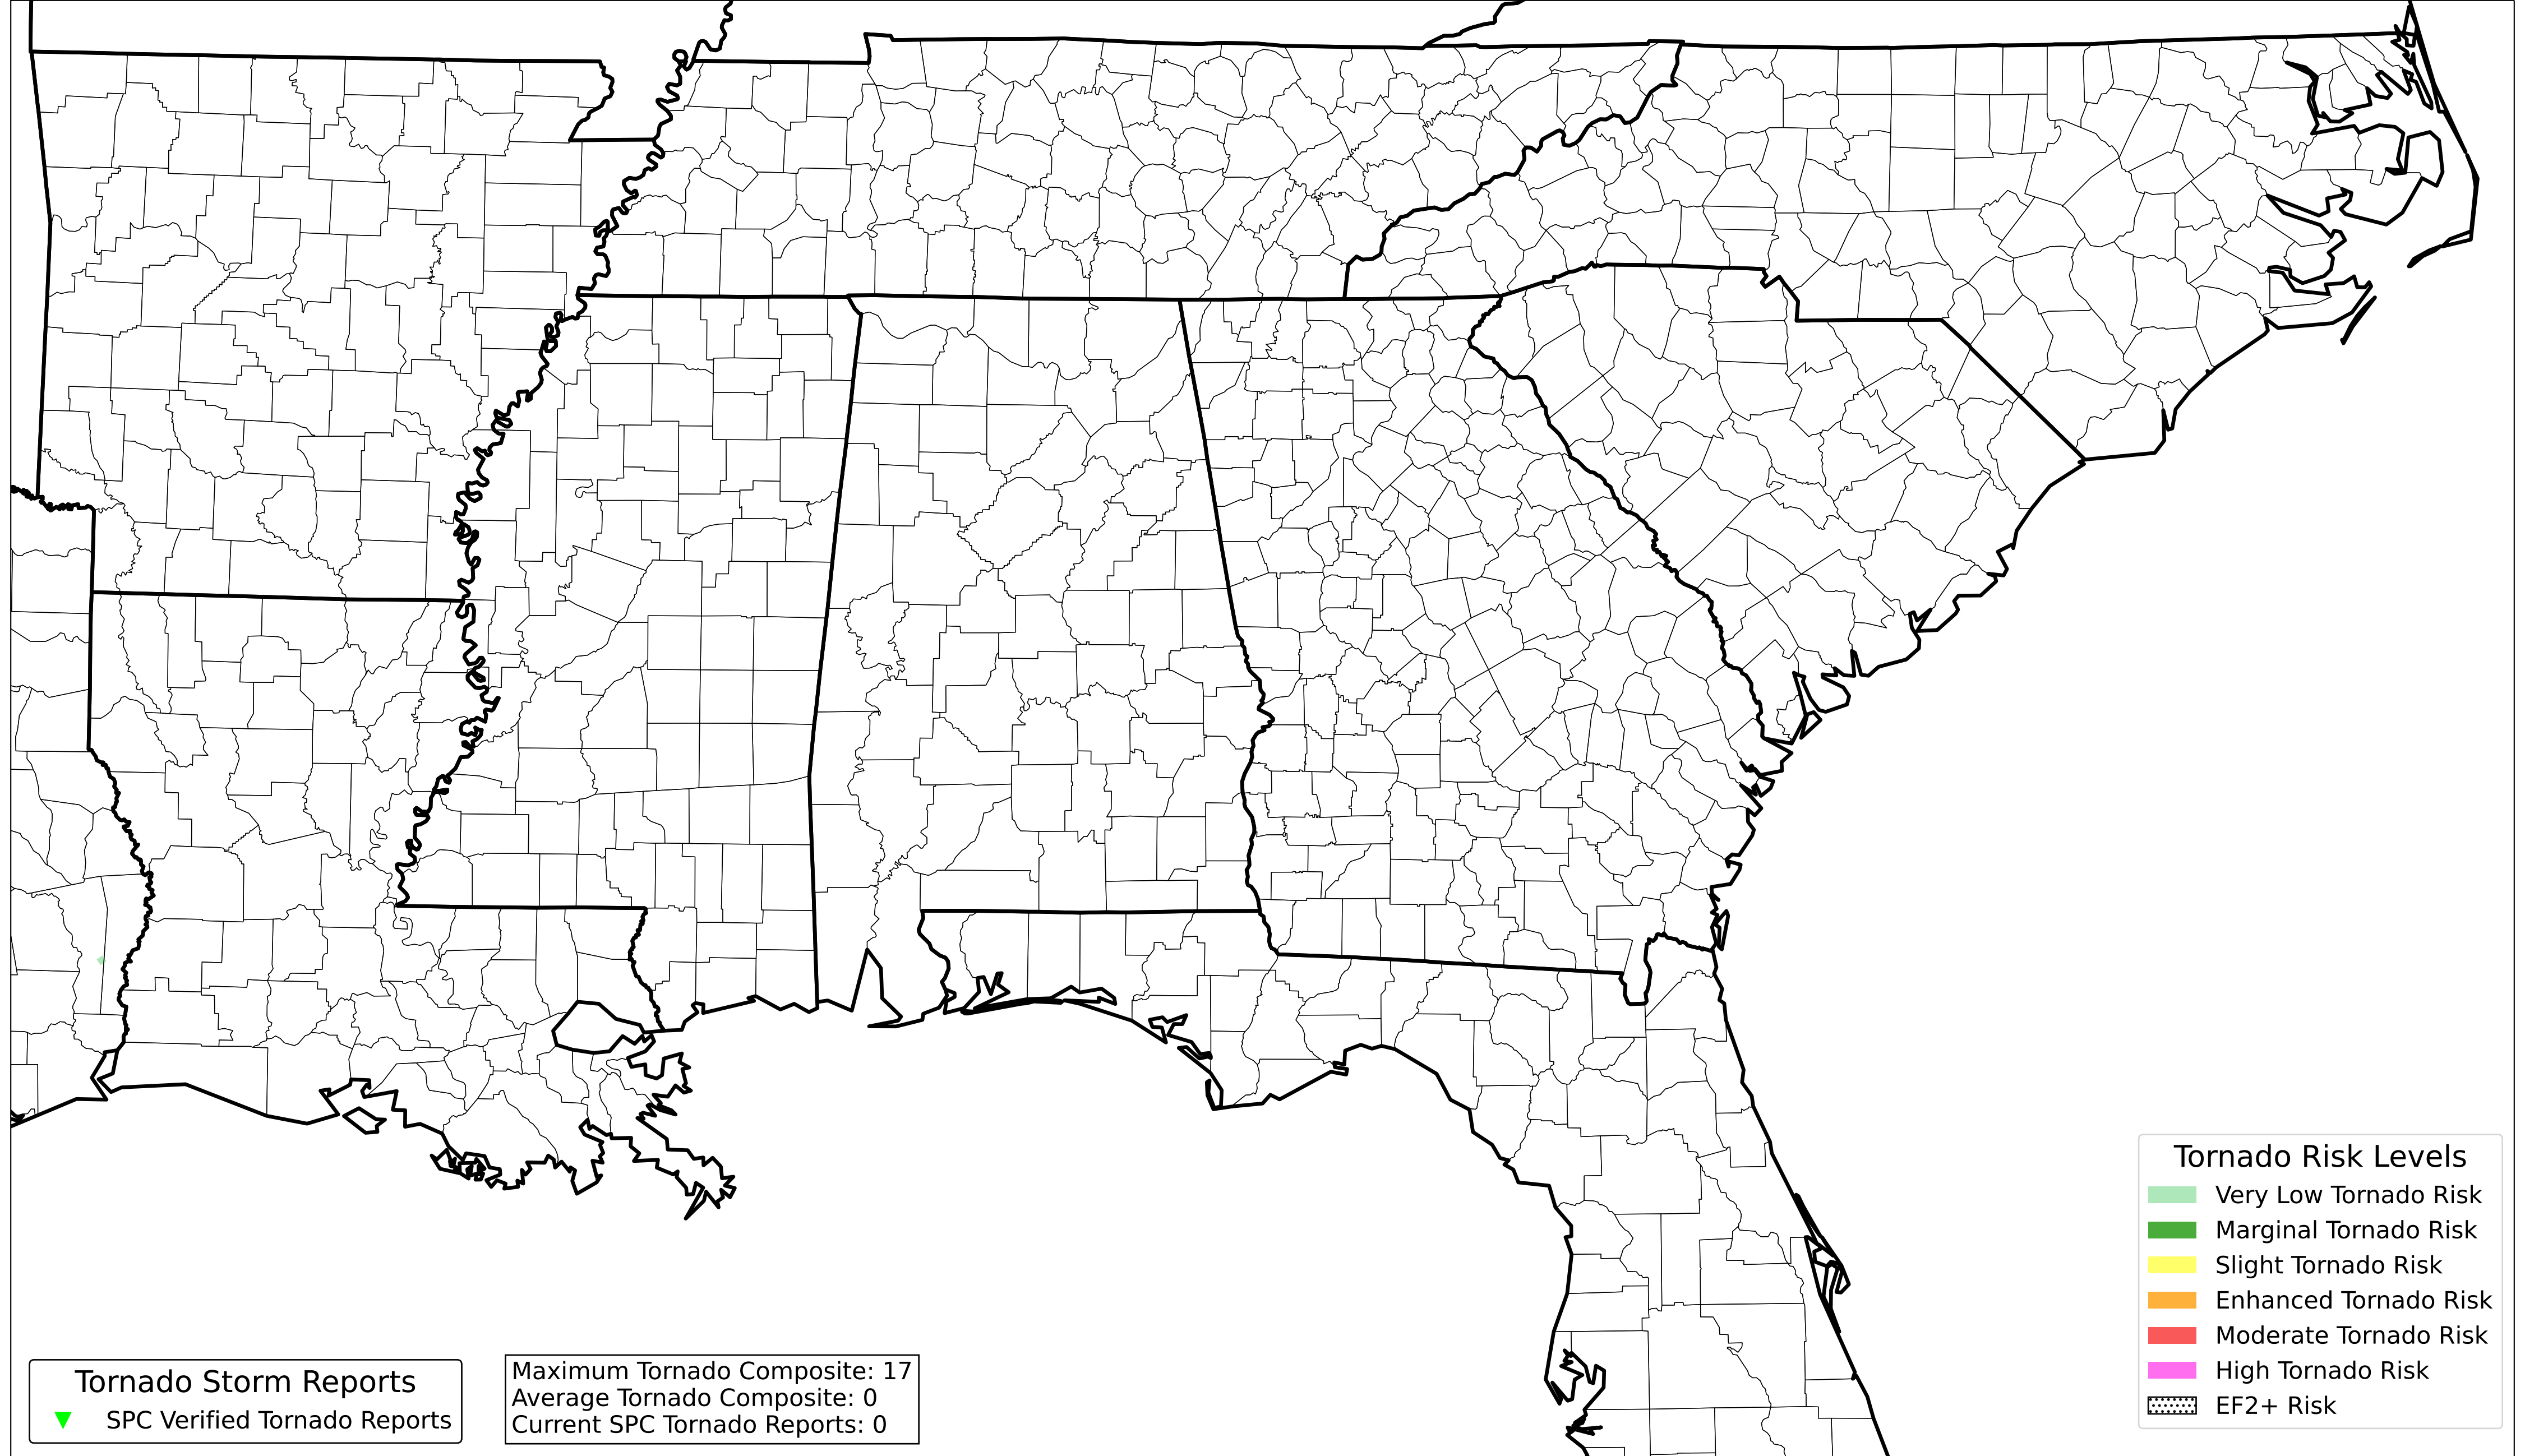 Tornado Risk Levels
Very Low Tornado Risk
Marginal Tornado Risk
Slight Tornado Risk
Enhanced Tornado Risk
Moderate Tornado Risk
High Tornado Risk
EF2+ Risk
Tornado Storm Reports
SPC Verified Tornado Reports
Maximum Tornado Composite: 17
Average Tornado Composite: 0
Current SPC Tornado Reports: 0